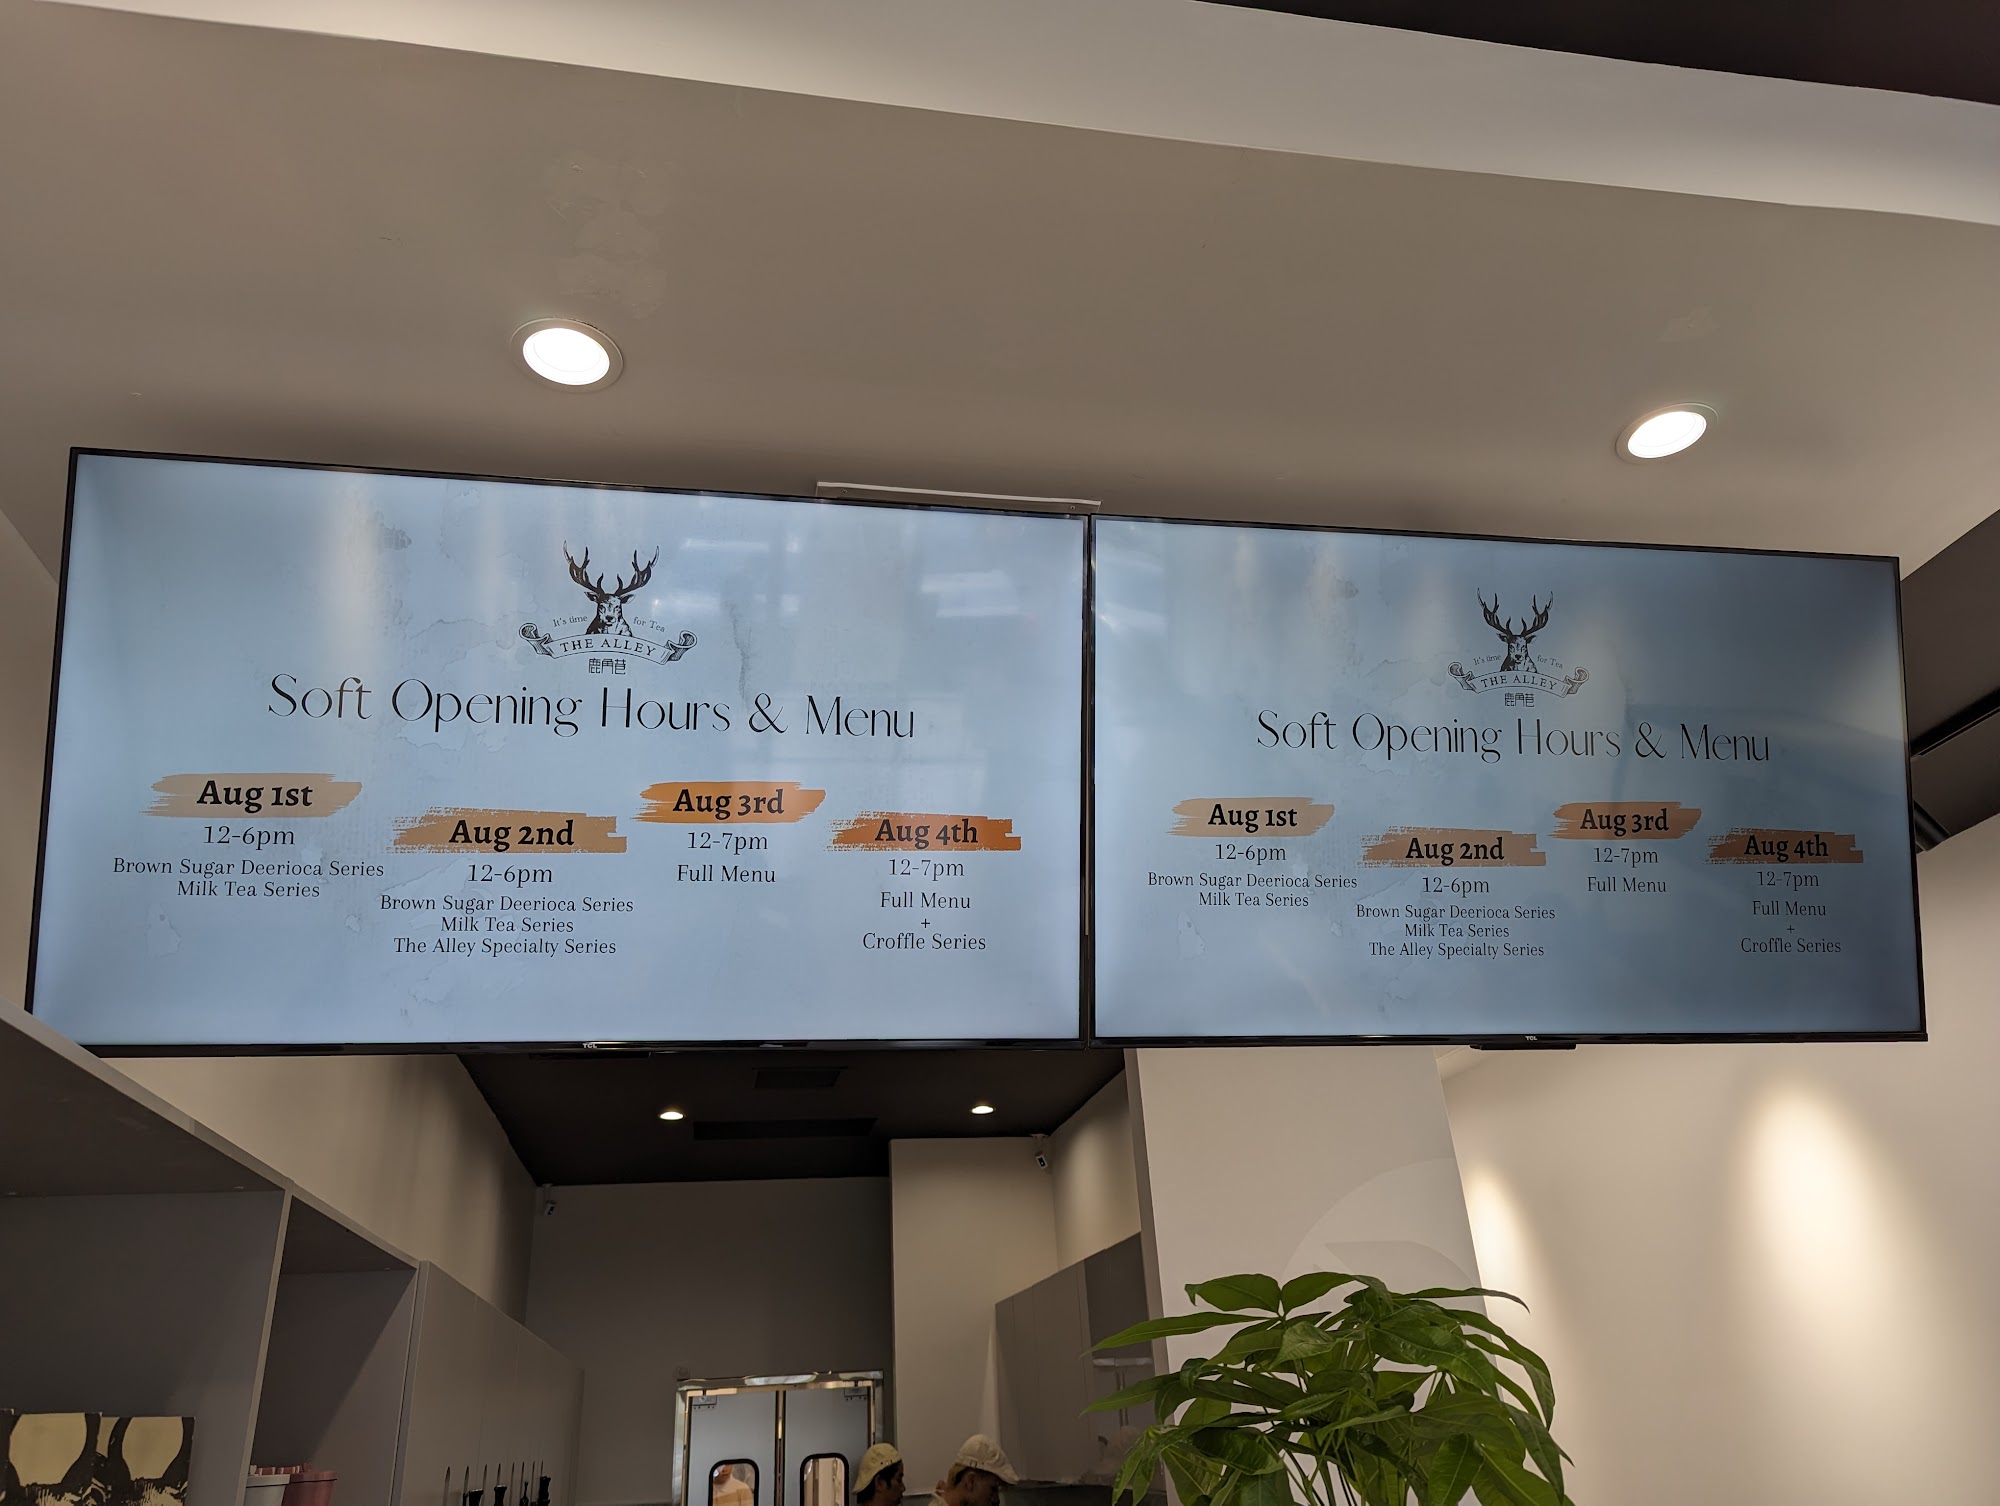 It's time for Tea
THE ALLEY
鹿角巷
Soft Opening Hours & Menu
Aug 1st
12-6pm
Brown Sugar Deerioca Series
Milk Tea Series
Aug 2nd
12-6pm
Brown Sugar Deerioca Series
Milk Tea Series
The Alley Specialty Series
Aug 3rd
12-7pm
Full Menu
Aug 4th
12-7pm
Full Menu
+
Croffle Series
TCL
It's time for Tea
THE ALLEY
鹿角巷
Soft Opening Hours & Menu
Aug 1st
12-6pm
Brown Sugar Deerioca Series
Milk Tea Series
Aug 2nd
12-6pm
Brown Sugar Deerioca Series
Milk Tea Series
The Alley Specialty Series
Aug 3rd
12-7pm
Full Menu
Aug 4th
12-7pm
Full Menu
+
Croffle Series
TCL